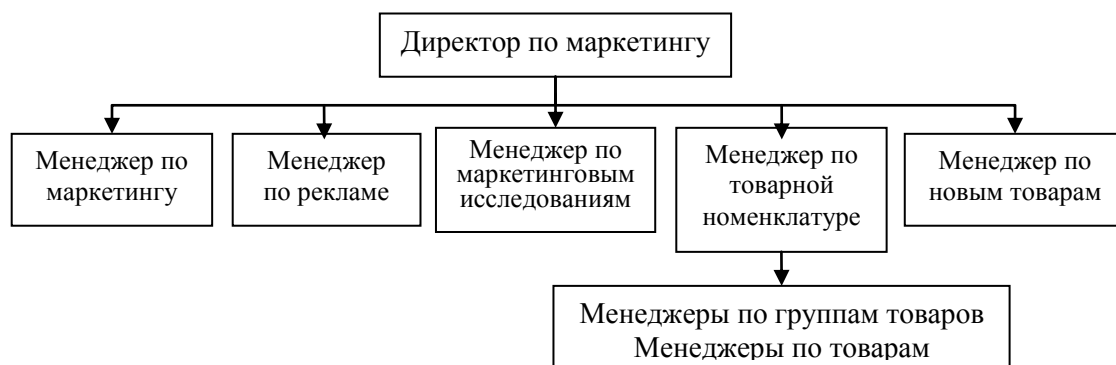 Директор по маркетингу
Менеджер по
маркетингу
Менеджер
по рекламе
Менеджер по
маркетинговым
исследованиям
Менеджер по
товарной
номенклатуре
Менеджер по
новым товарам
Менеджеры по группам товаров
Менеджеры по товарам